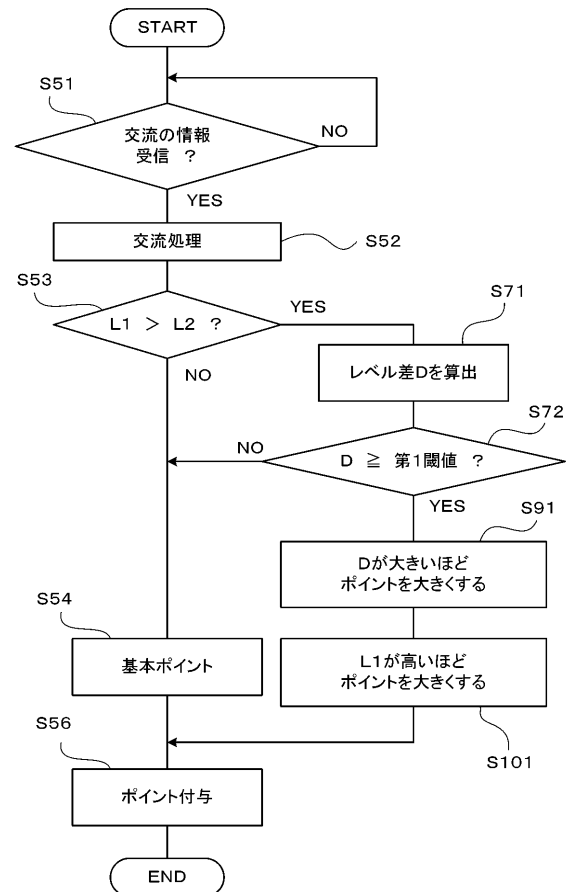 START
S51
交流の情報
受信 ?
NO
YES
交流処理
S52
S53
L1 > L2 ?
YES
NO
S71
レベル差Dを算出
S72
D ≧ 第1閾値 ?
NO
YES
S91
Dが大きいほど
ポイントを大きくする
S54
基本ポイント
L1が高いほど
ポイントを大きくする
S101
S56
ポイント付与
END